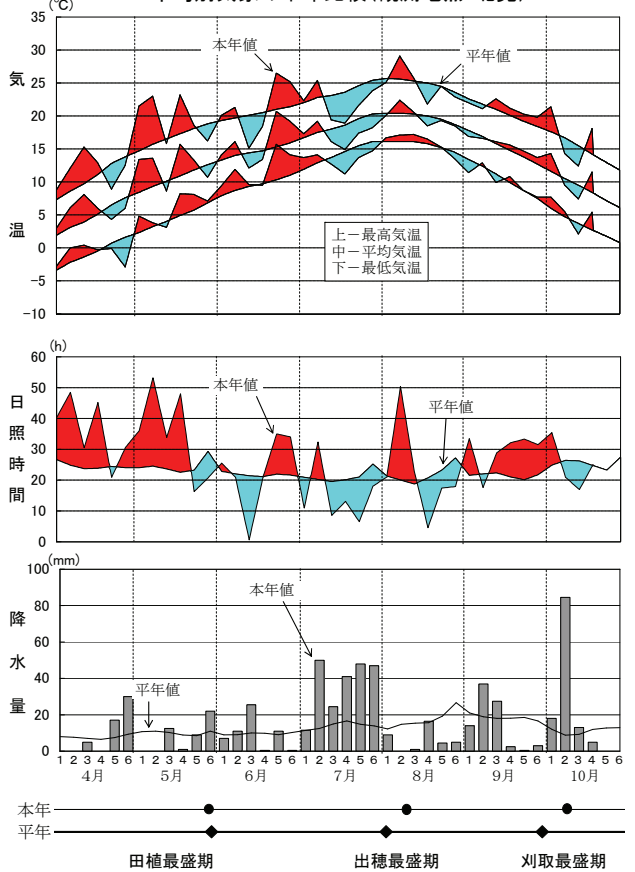 (℃)
気温
35
30
25
20
15
10
5
0
−5
−10
本年値
平年値
上−最高気温
中−平均気温
下−最低気温
(h)
日照時間
60
50
40
30
20
10
0
本年値
平年値
(mm)
降水量
100
80
60
40
20
0
本年値
平年値
1 2 3 4 5 6 1 2 3 4 5 6 1 2 3 4 5 6 1 2 3 4 5 6 1 2 3 4 5 6 1 2 3 4 5 6 1 2 3 4 5 6
4月 5月 6月 7月 8月 9月 10月
本年
平年
田植最盛期 出穂最盛期 刈取最盛期